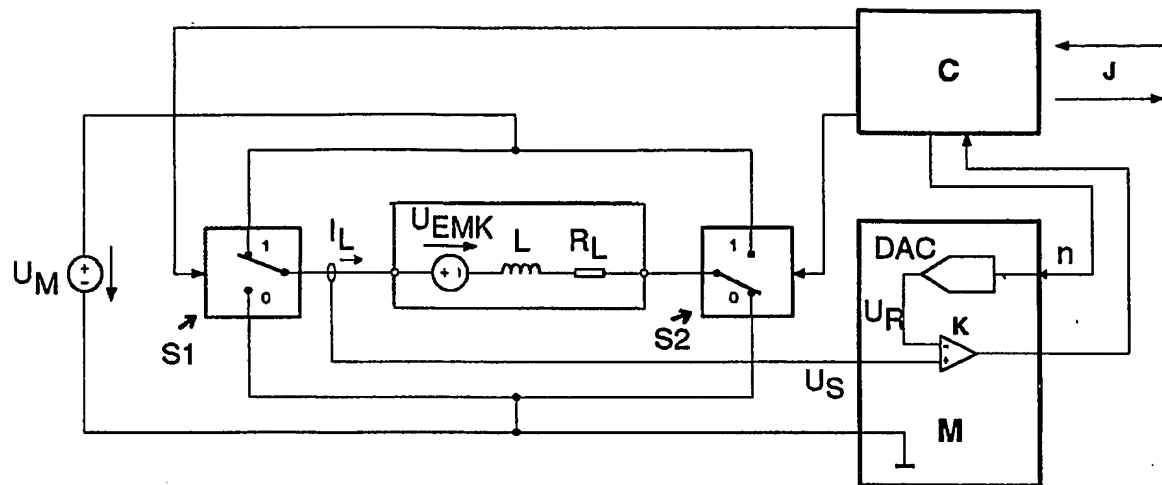 C
J
U_EMK
I_L
L
R_L
1
0
1
0
U_M
S1
S2
DAC
n
U_R
K
-
+
U_S
M